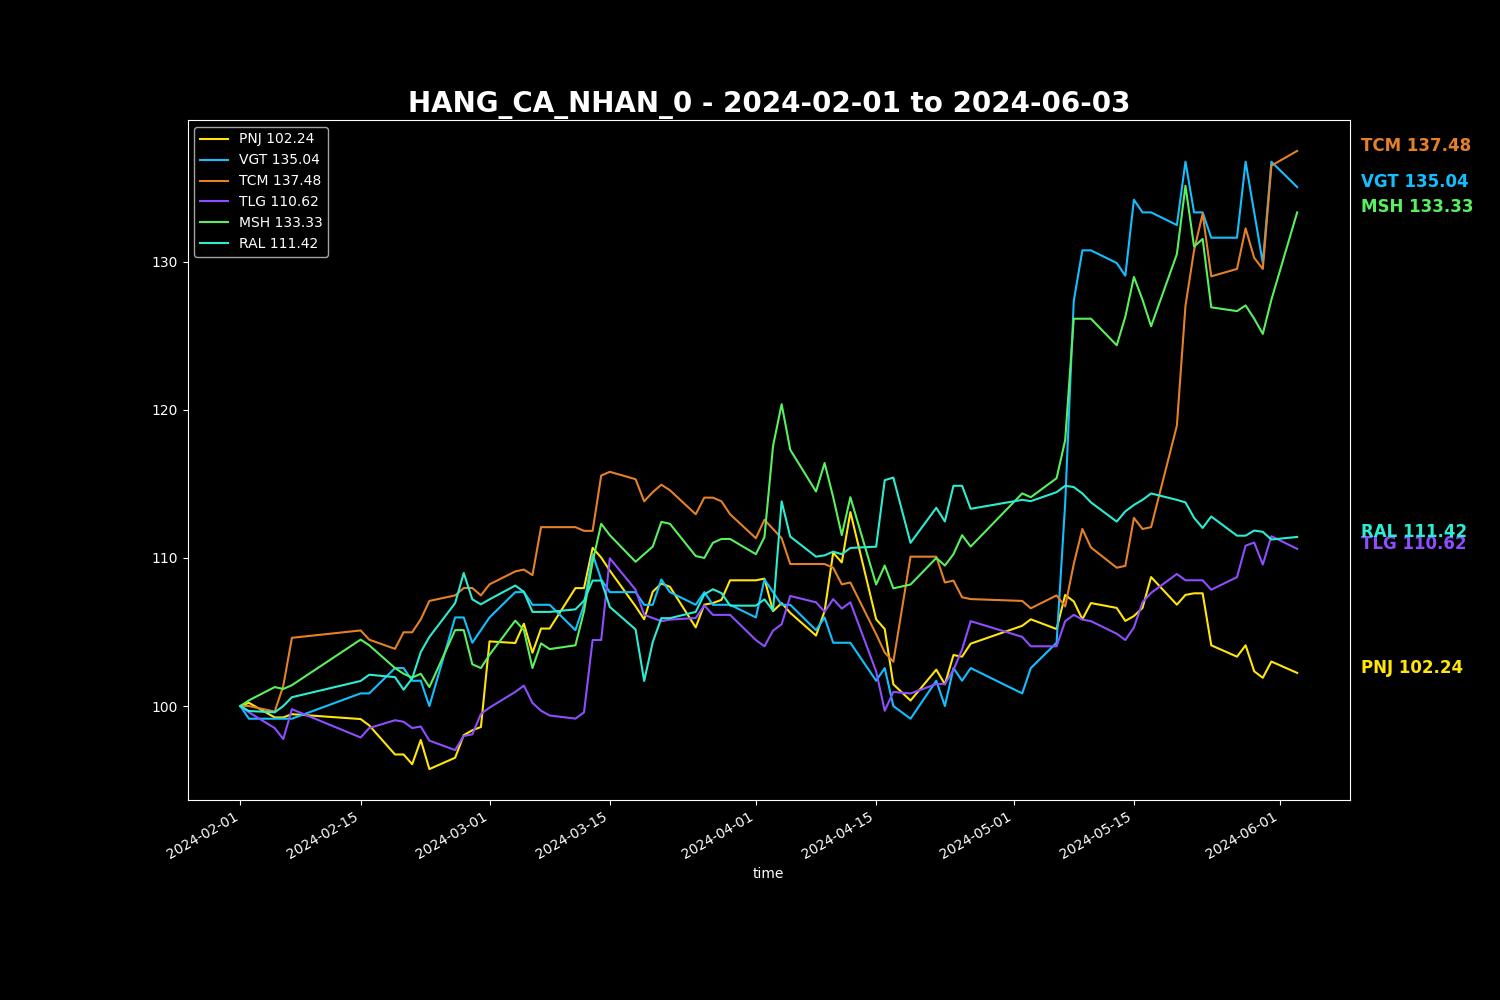 HANG_CA_NHAN_0 - 2024-02-01 to 2024-06-03
PNJ 102.24
VGT 135.04
TCM 137.48
TLG 110.62
MSH 133.33
RAL 111.42
TCM 137.48
VGT 135.04
MSH 133.33
RAL 111.42
TLG 110.62
PNJ 102.24
130
120
110
100
2024-02-01
2024-02-15
2024-03-01
2024-03-15
2024-04-01
2024-04-15
2024-05-01
2024-05-15
2024-06-01
time